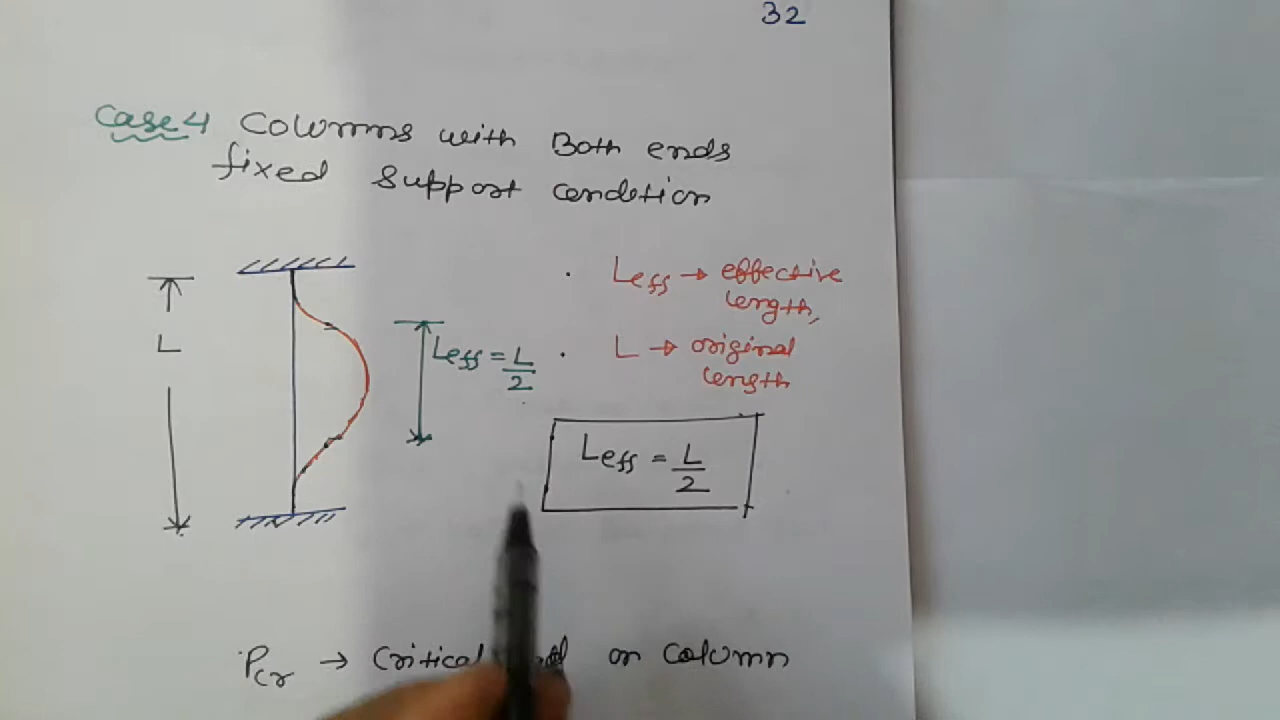 32
Case 4 Columns with Both ends
fixed Support condition
L
Leff = L/2
Leff → effective
length,
L → original
length
Leff = L/2
Pcr → Critical on Column